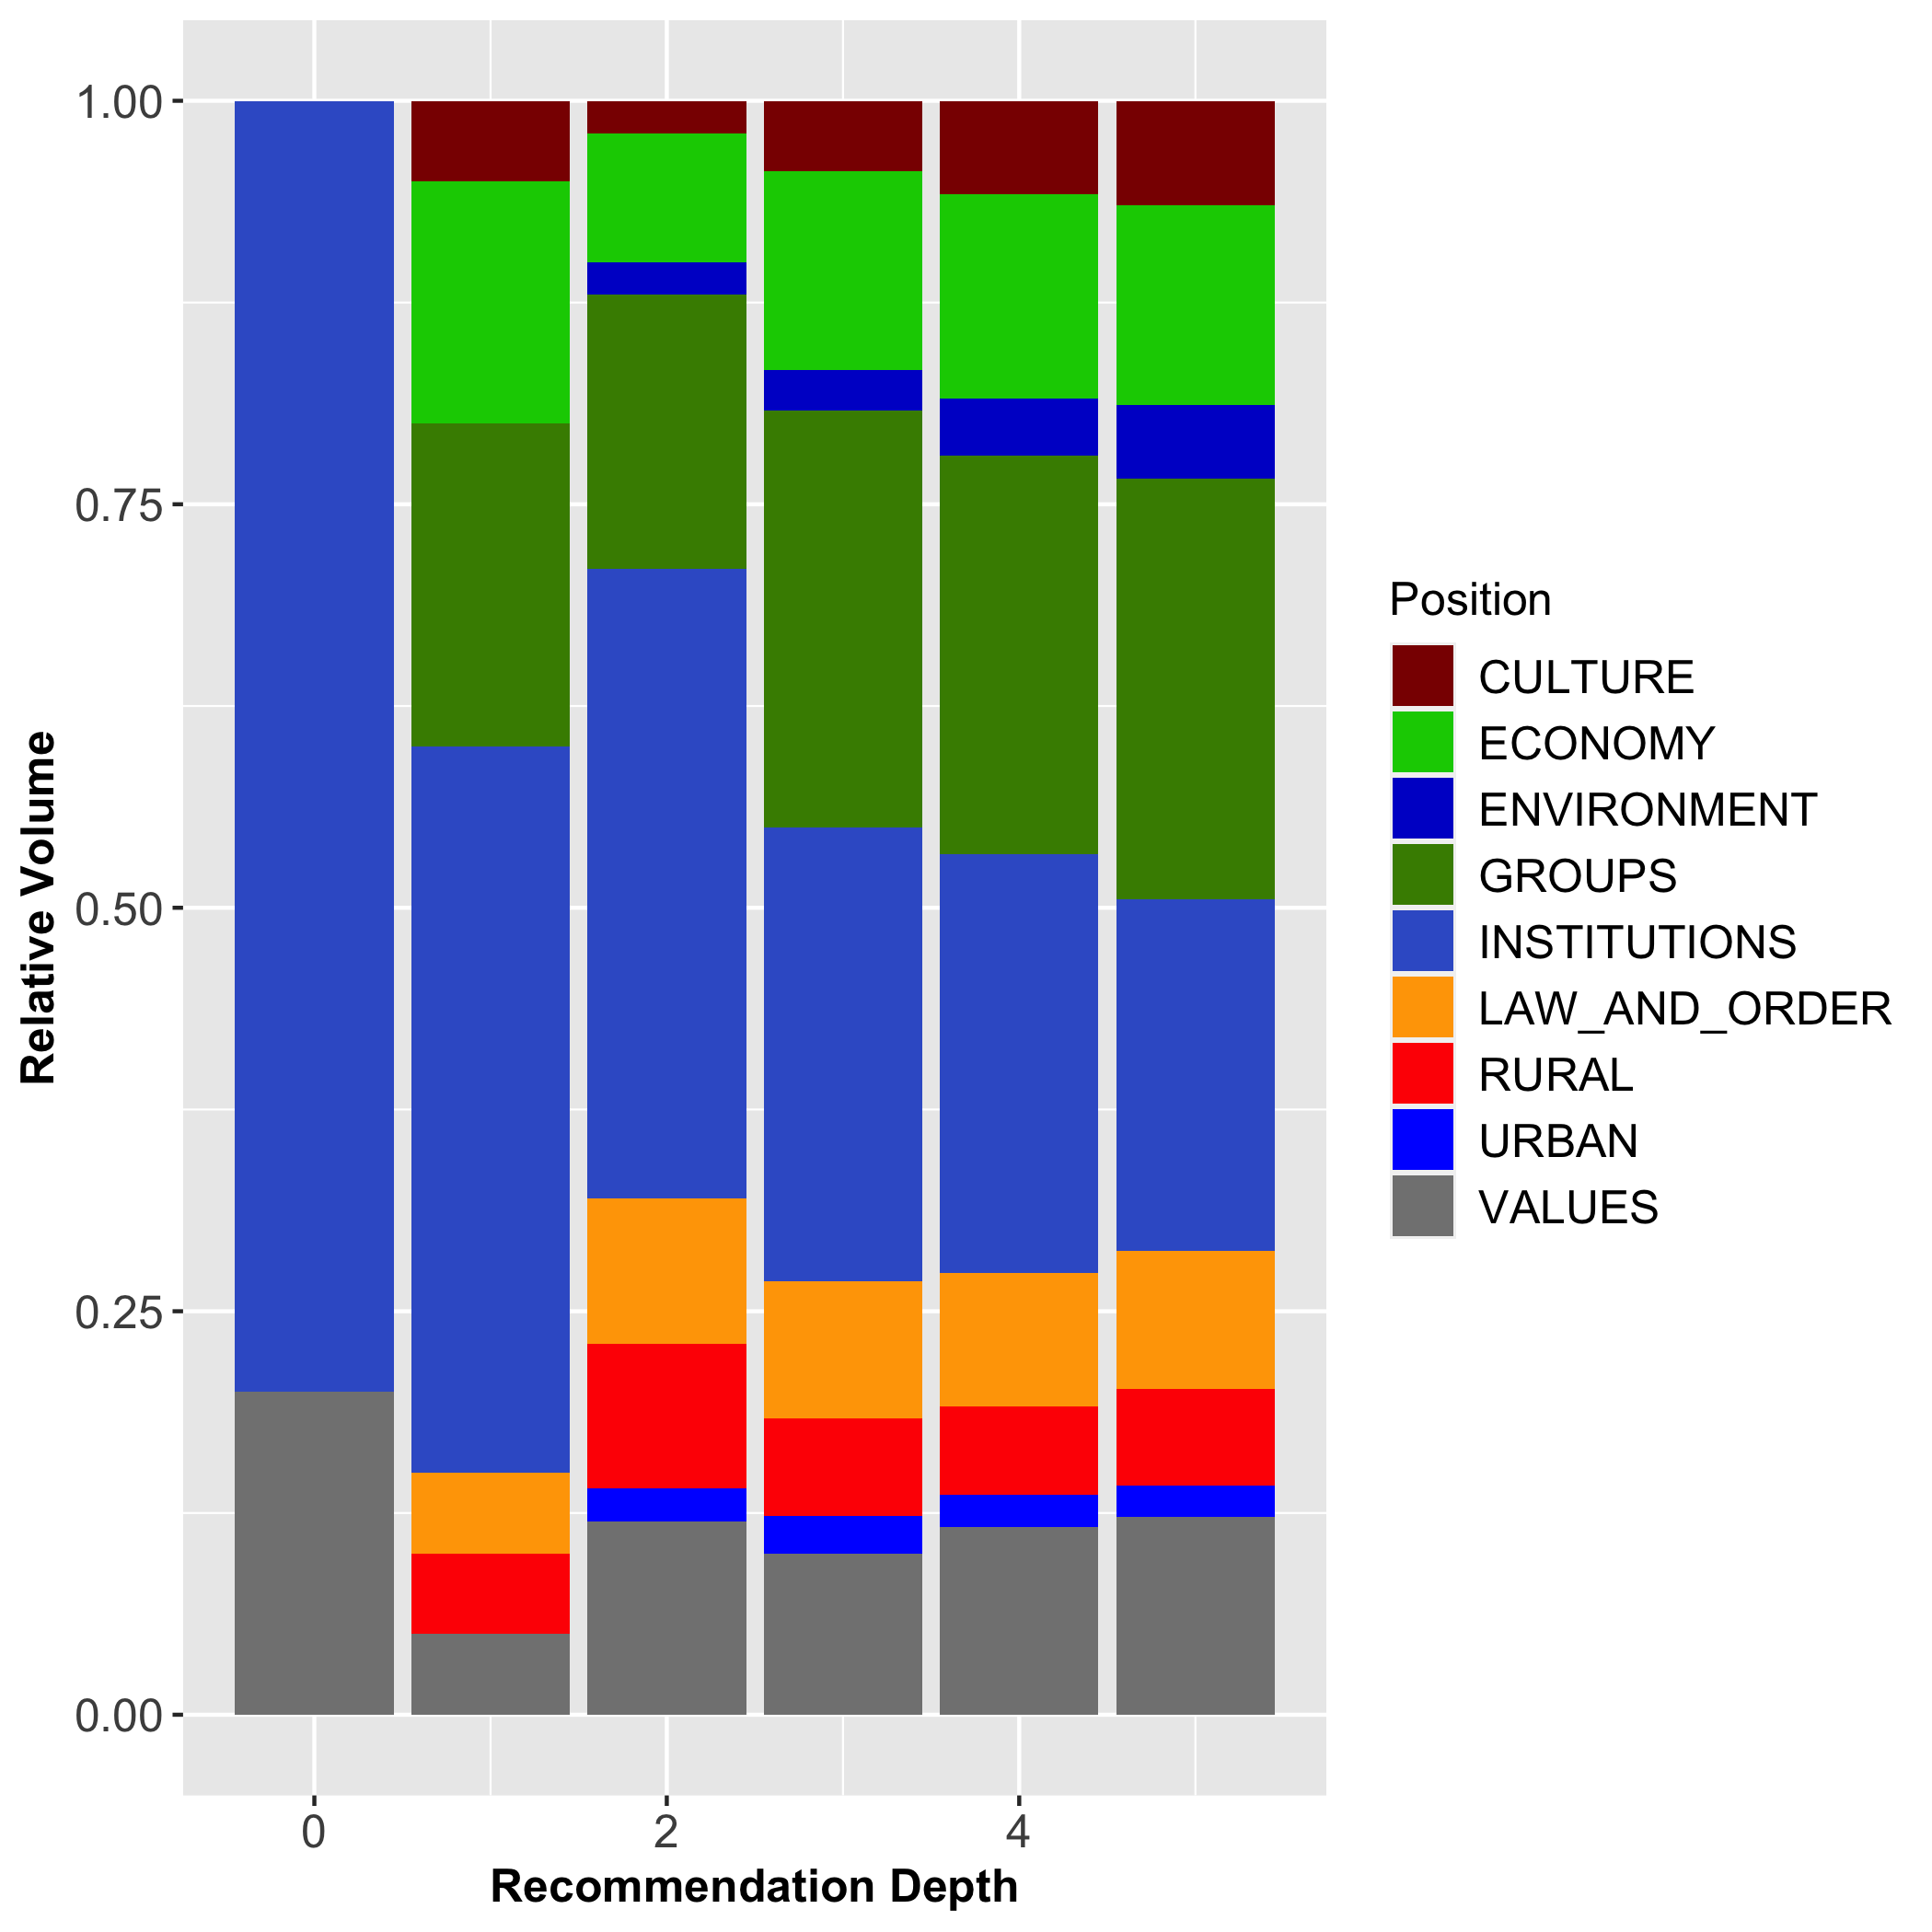 1.00
0.75
0.50
0.25
0.00
Relative Volume
0
2
4
Recommendation Depth
Position
CULTURE
ECONOMY
ENVIRONMENT
GROUPS
INSTITUTIONS
LAW_AND_ORDER
RURAL
URBAN
VALUES